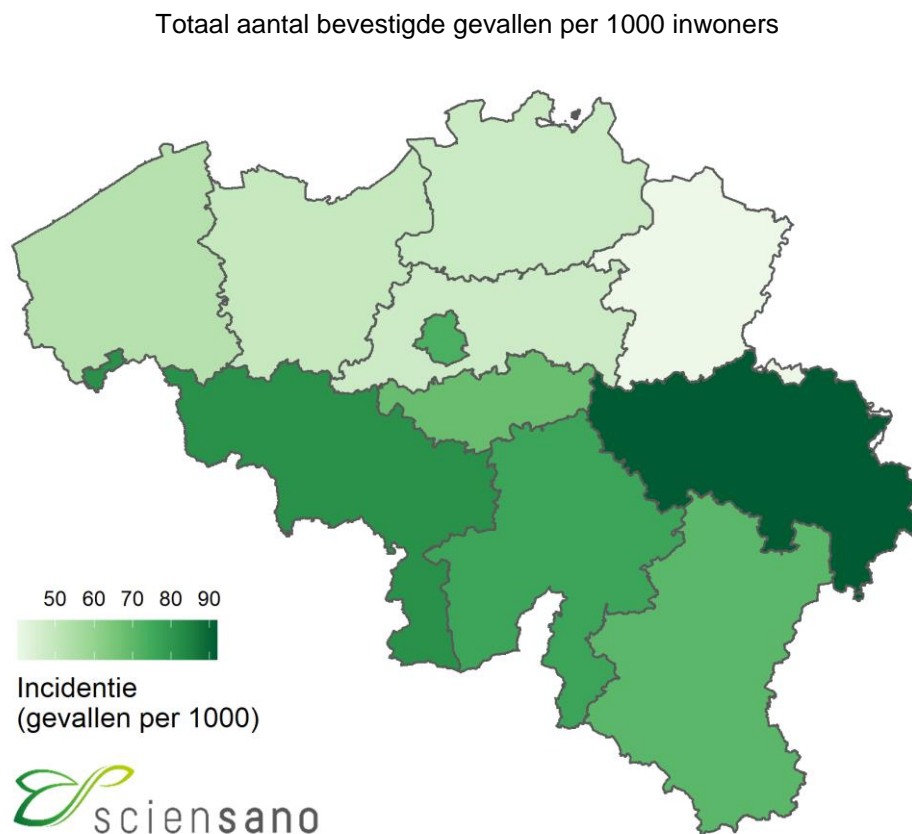 Totaal aantal bevestigde gevallen per 1000 inwoners
50 60 70 80 90
Incidentie
(gevallen per 1000)
sciensano